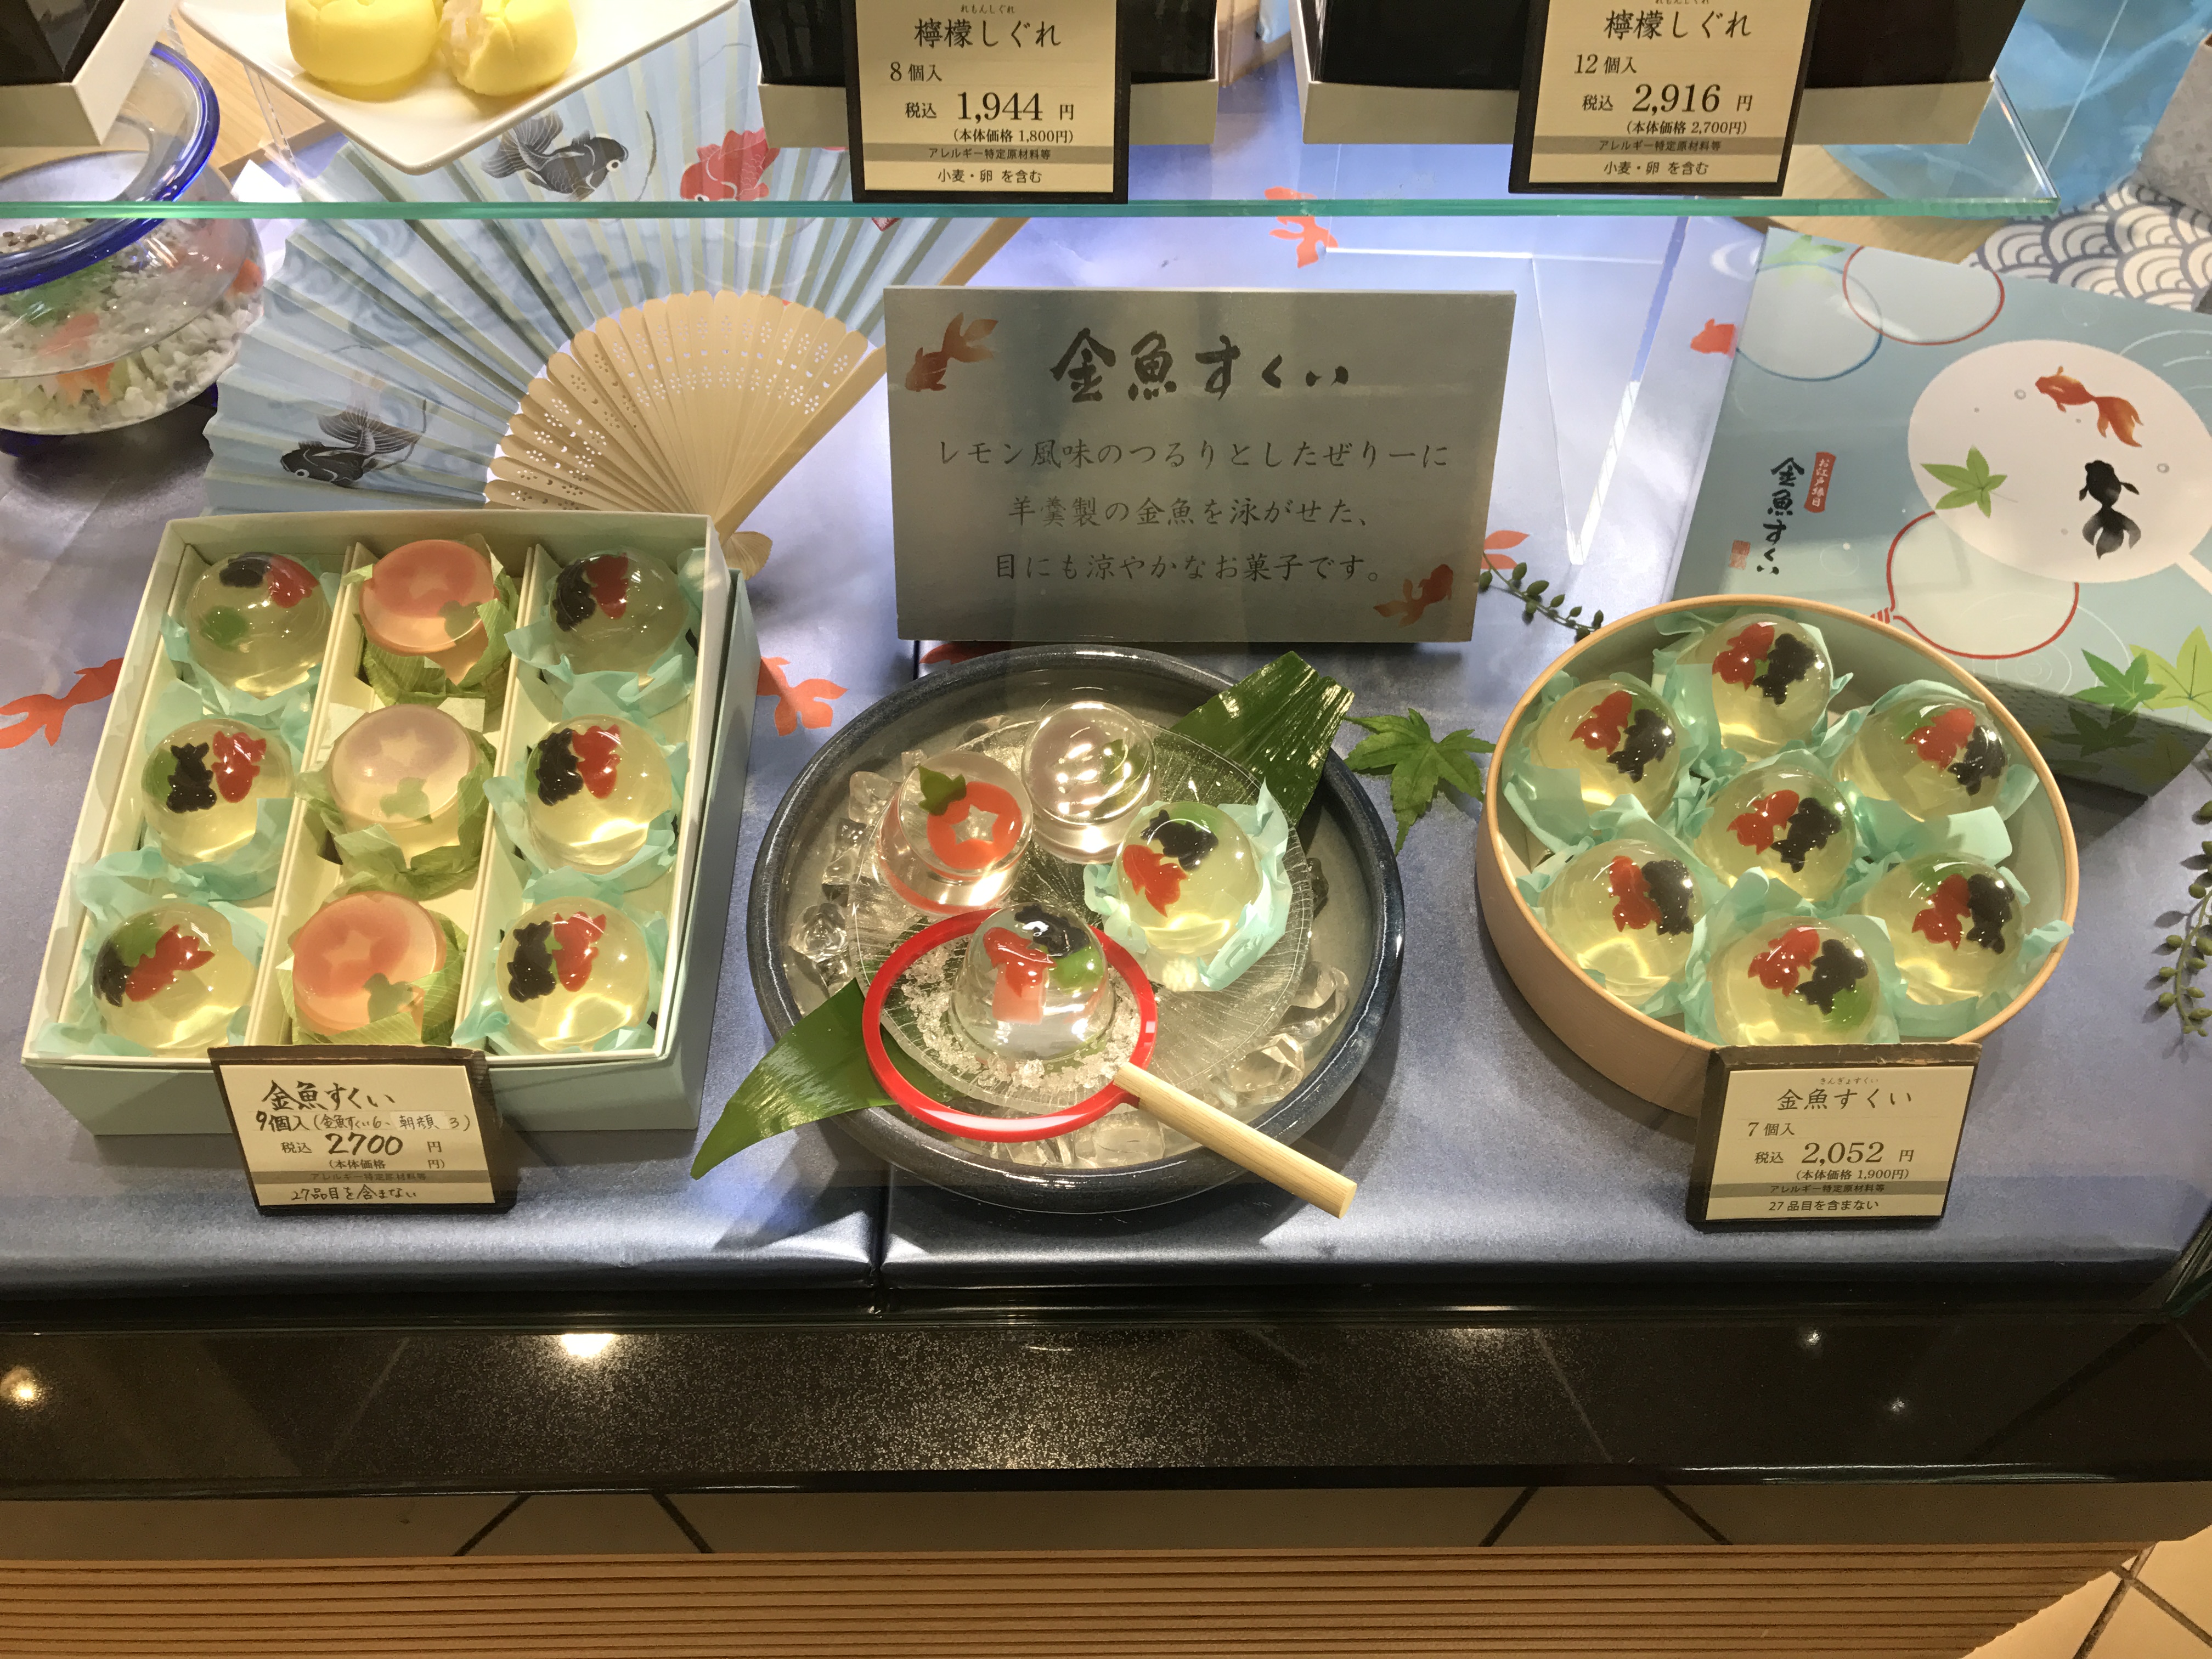 れもんしぐれ
檸檬しぐれ
8個入
税込 1,944 円
(本体価格 1,800円)
アレルギー特定原材料等
小麦・卵 を含む
れもんしぐれ
檸檬しぐれ
12個入
税込 2,916 円
(本体価格 2,700円)
アレルギー特定原材料等
小麦・卵 を含む
金魚すくい
レモン風味のつるりとしたぜりーに
羊羹製の金魚を泳がせた、
目にも涼やかなお菓子です。
お江戸縁日
金魚すくい
金魚すくい
9個入(金魚すくい6、朝顔 3)
税込 2700 円
(本体価格 円)
アレルギー特定原材料等
27品目を含まない
きんぎょすくい
金魚すくい
7個入
税込 2,052 円
(本体価格 1,900円)
アレルギー特定原材料等
27品目を含まない